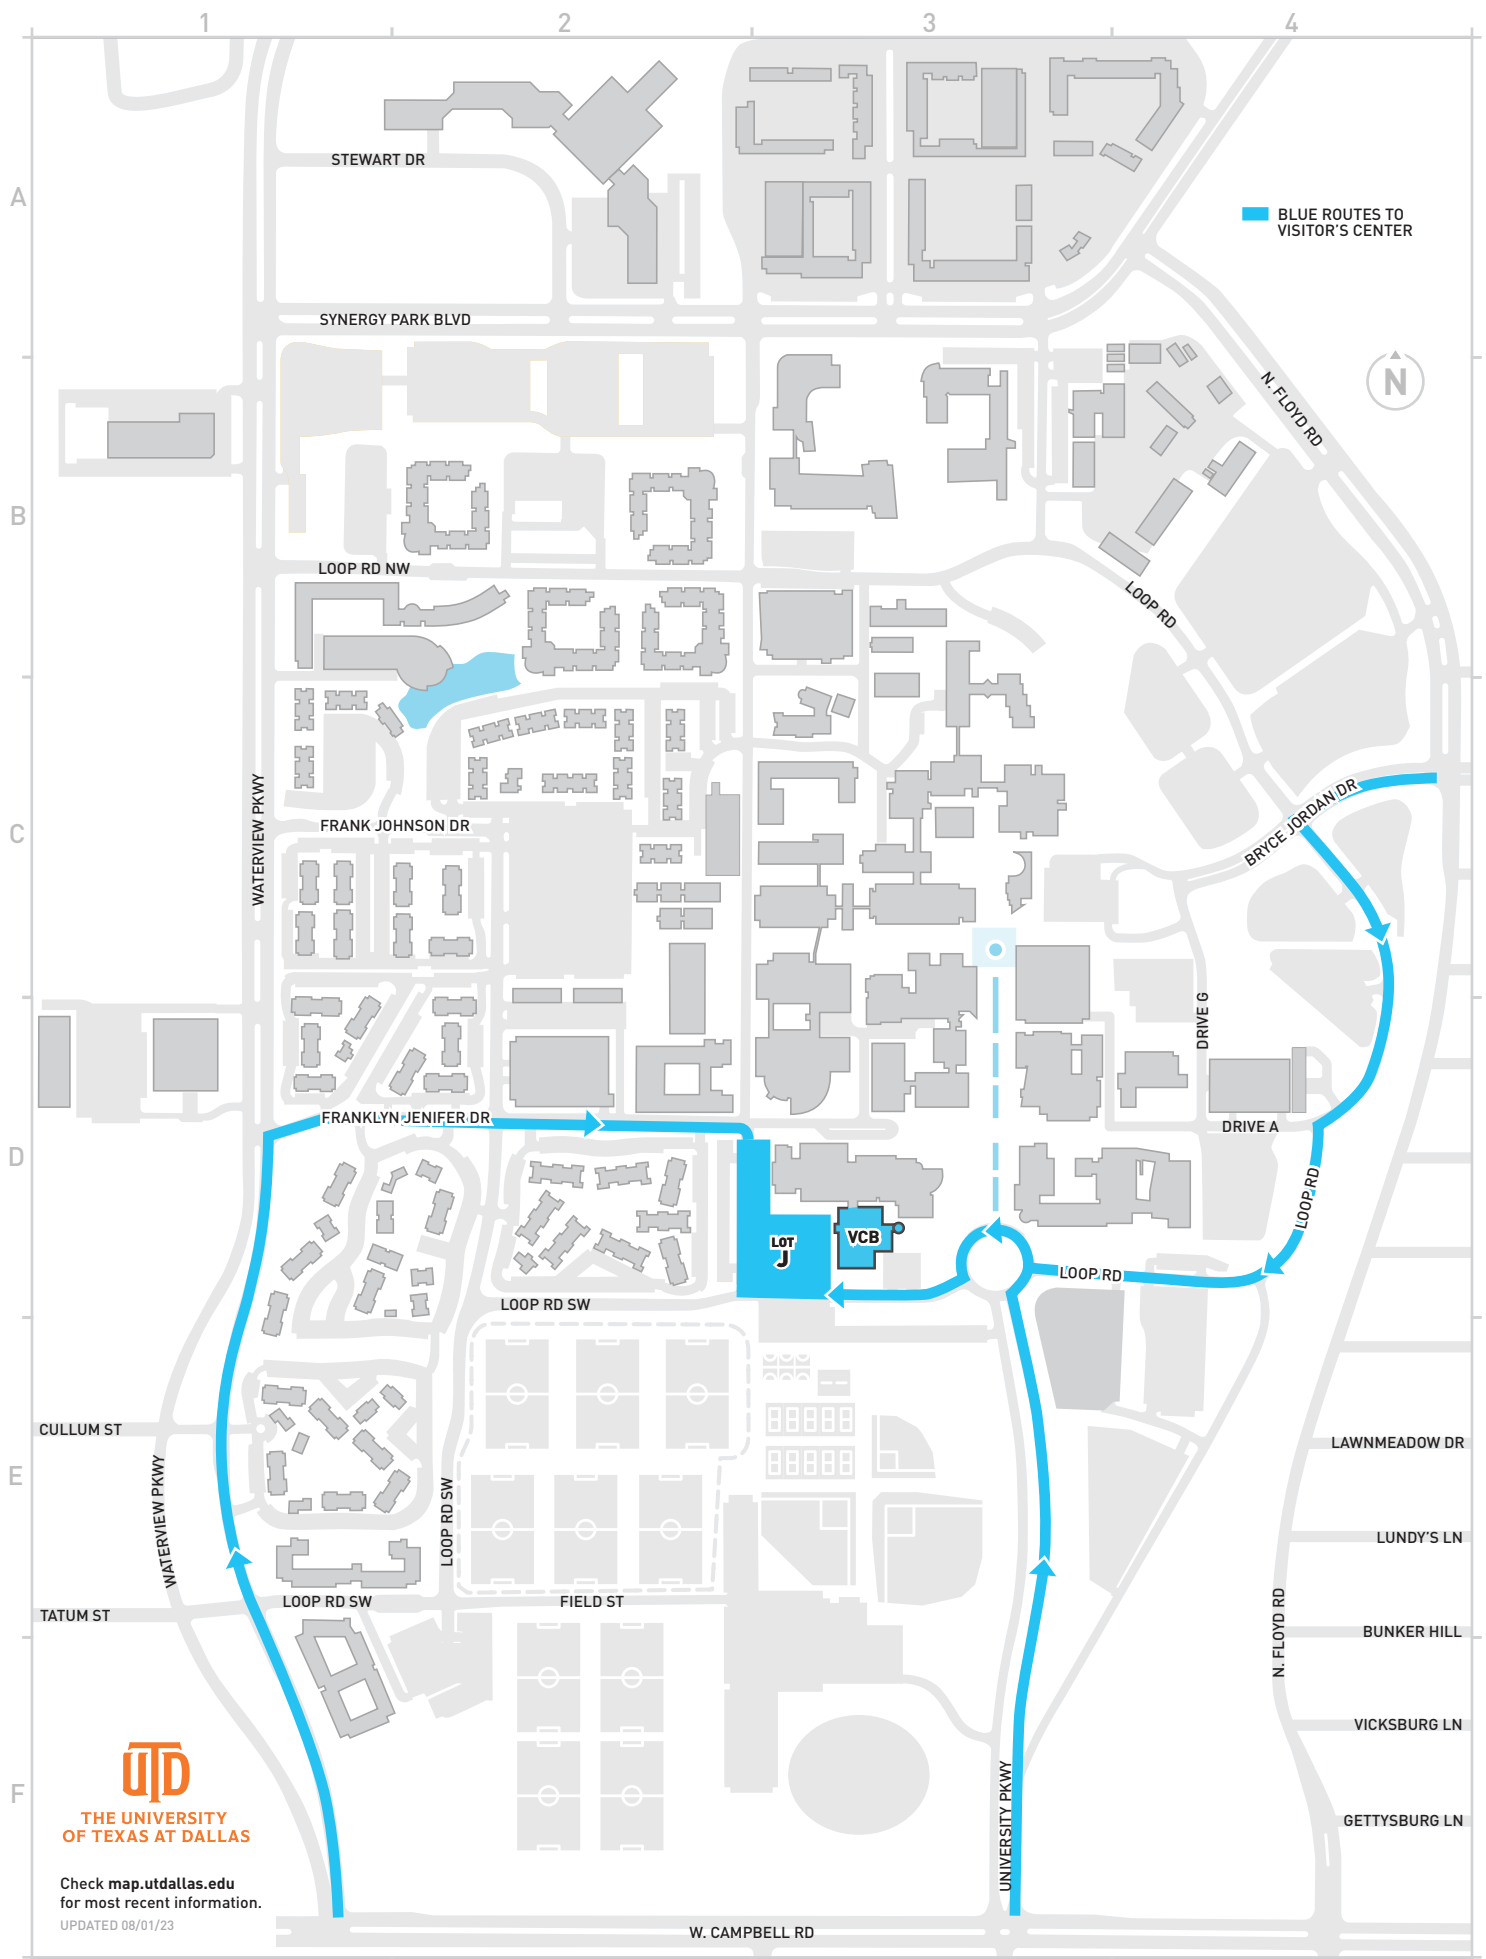 1
2
3
4
A
STEWART DR
BLUE ROUTES TO
VISITOR'S CENTER
SYNERGY PARK BLVD
N. FLOYD RD
N
B
LOOP RD NW
LOOP RD
WATERVIEW PKWY
FRANK JOHNSON DR
C
BRYCE JORDAN DR
DRIVE G
FRANKLYN JENIFER DR
DRIVE A
D
LOOP RD
LOT
J
VCB
LOOP RD
LOOP RD SW
CULLUM ST
LAWNMEADOW DR
E
WATERVIEW PKWY
LOOP RD SW
LUNDY'S LN
LOOP RD SW
FIELD ST
TATUM ST
N. FLOYD RD
BUNKER HILL
VICKSBURG LN
UTD
F
THE UNIVERSITY
OF TEXAS AT DALLAS
UNIVERSITY PKWY
GETTYSBURG LN
Check map.utdallas.edu
for most recent information.
UPDATED 08/01/23
W. CAMPBELL RD